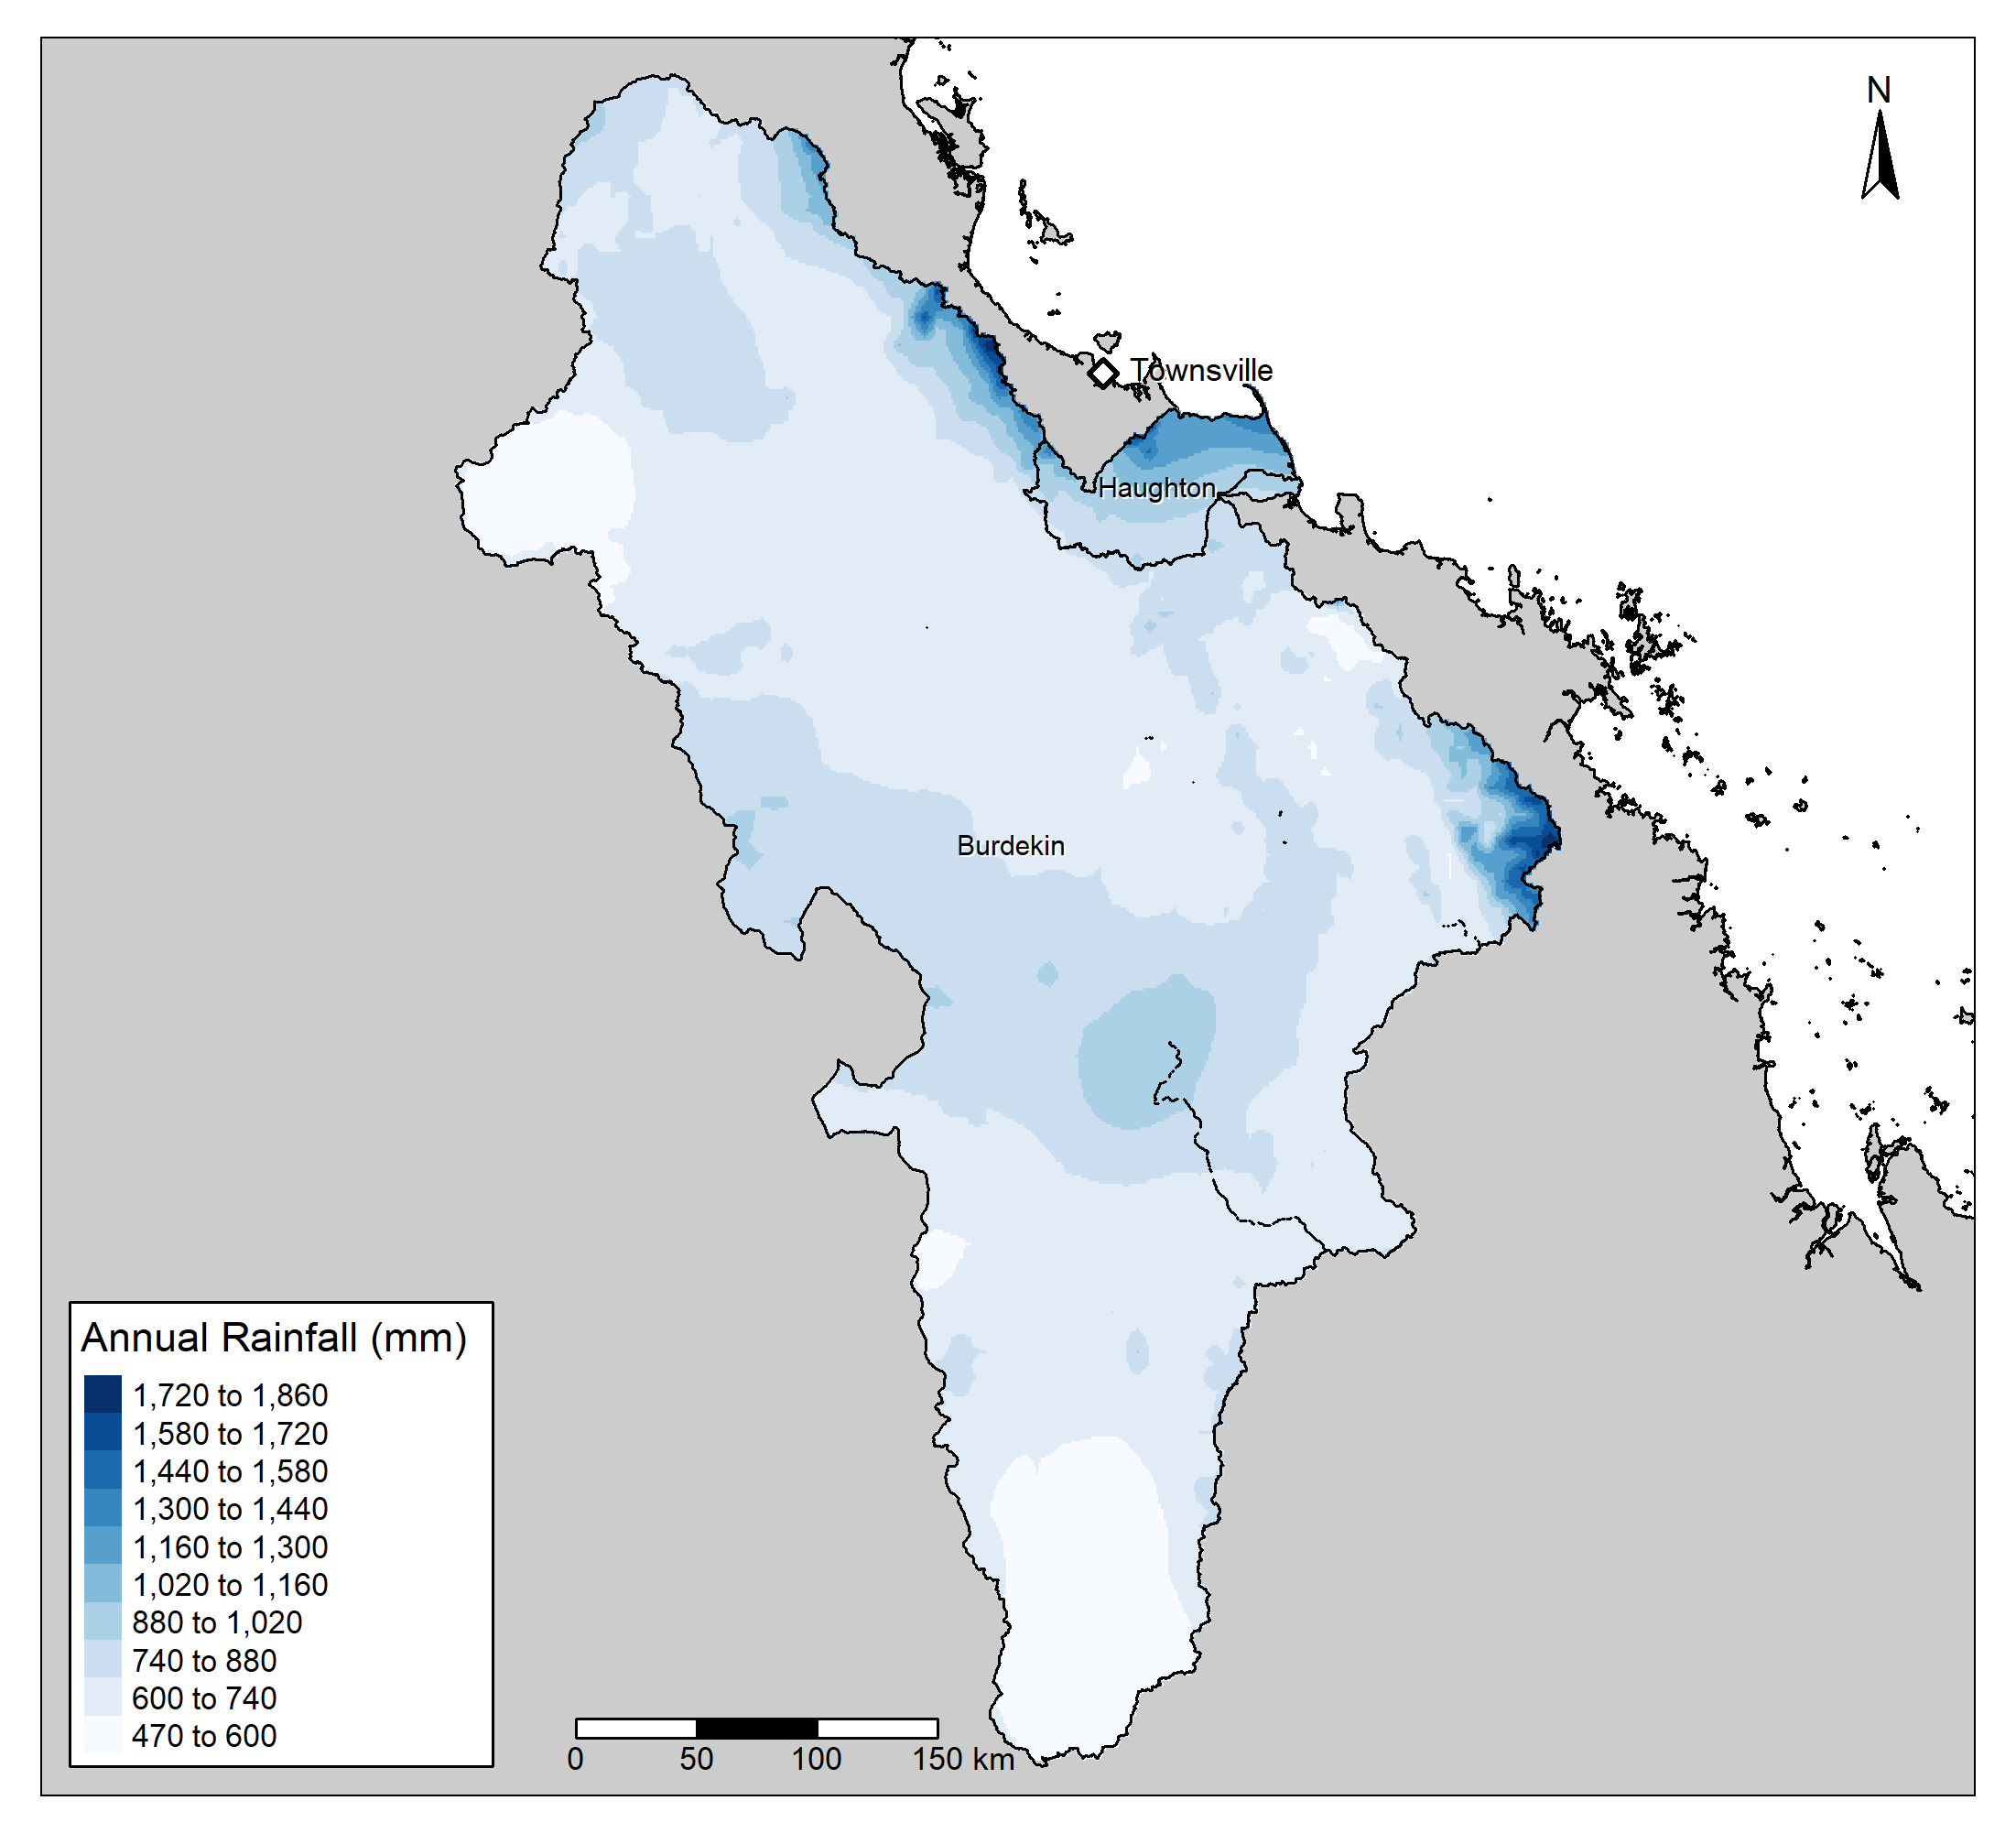 N
Townsville
Haughton
Burdekin
Annual Rainfall (mm)
1,720 to 1,860
1,580 to 1,720
1,440 to 1,580
1,300 to 1,440
1,160 to 1,300
1,020 to 1,160
880 to 1,020
740 to 880
600 to 740
470 to 600
0 50 100 150 km